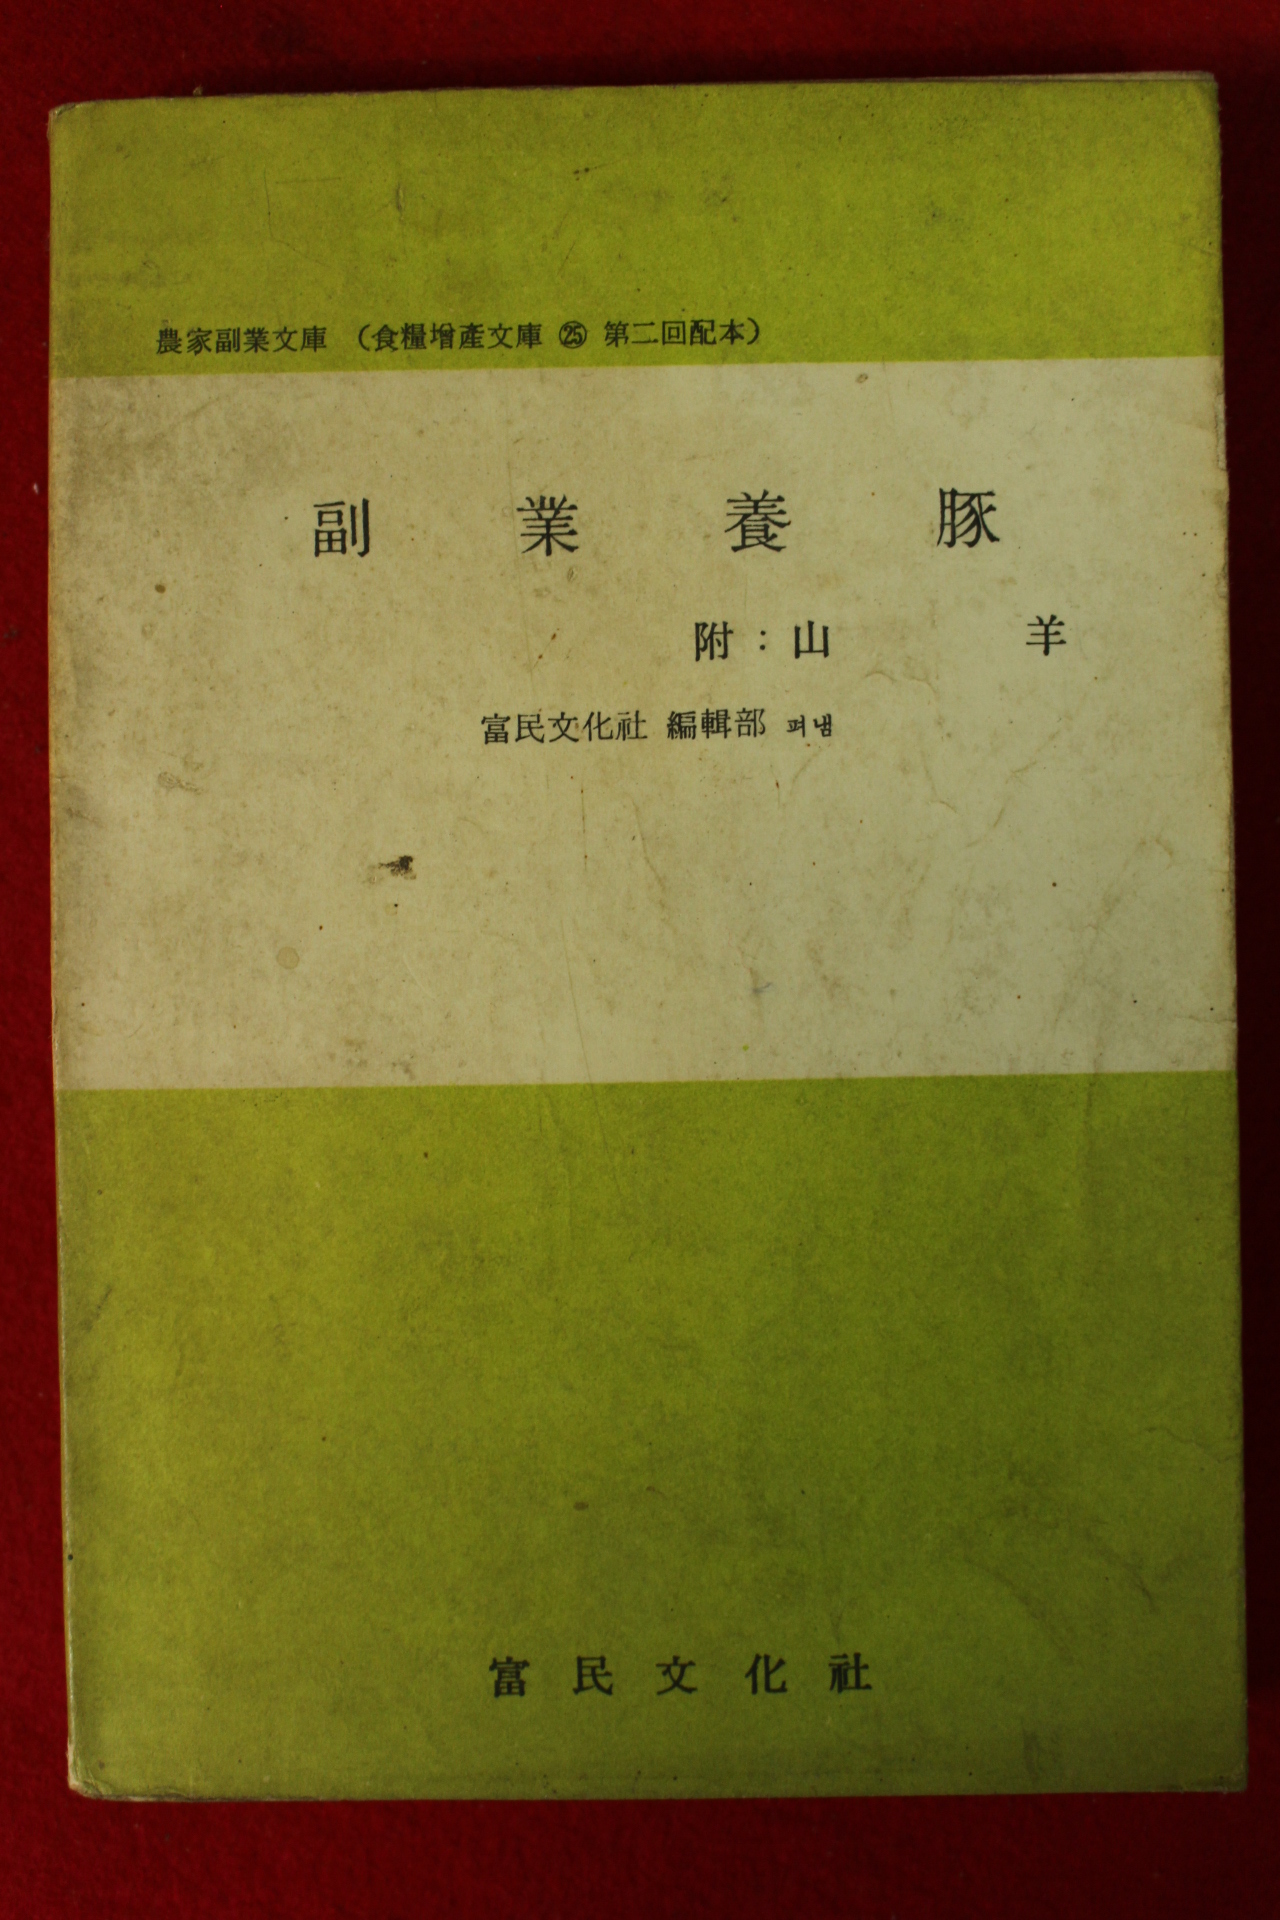 農家副業文庫 (食糧增產文庫 ㉕ 第二回配本)
副業養豚
附 : 山羊
富民文化社 編輯部 펴냄
富民文化社